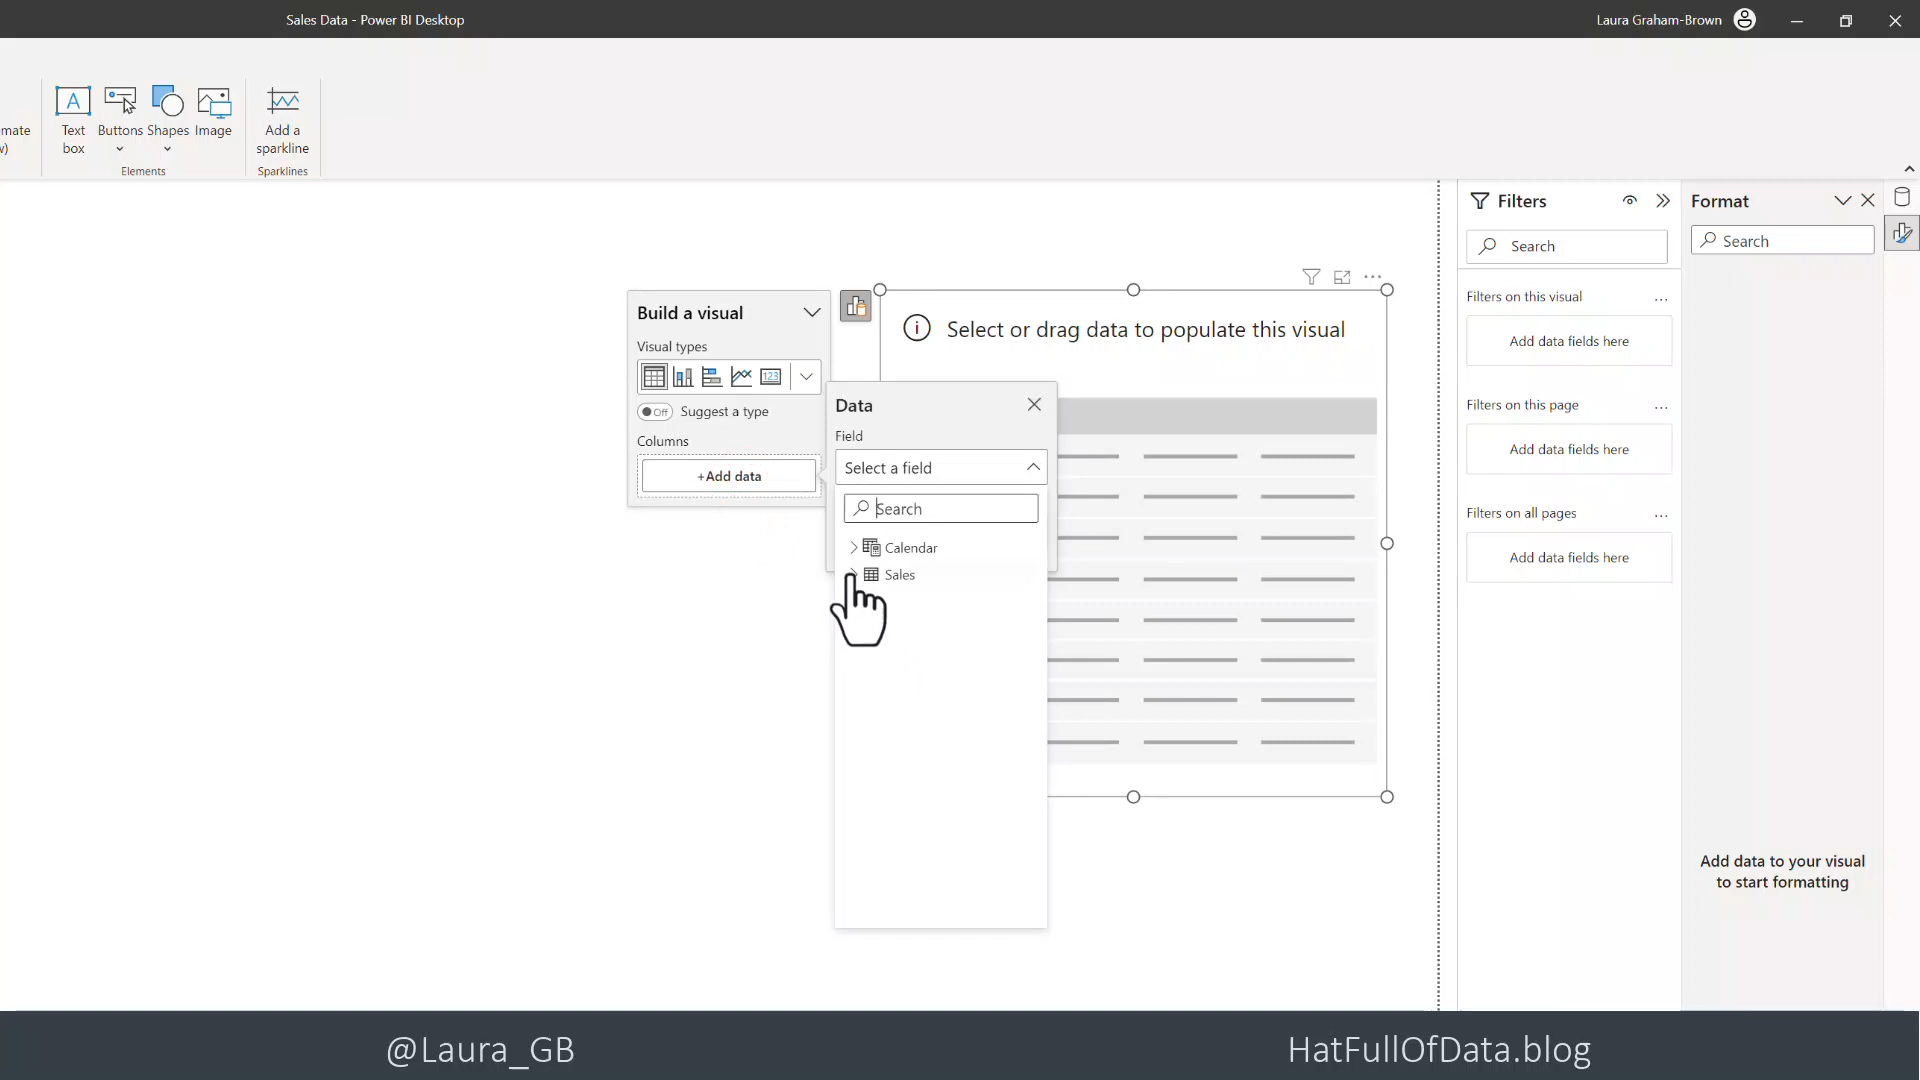 Sales Data - Power BI Desktop
Laura Graham-Brown
mate
Text
box
Buttons
Shapes
Image
Add a
sparkline
Elements
Sparklines
Filters
Search
Filters on this visual
Add data fields here
Filters on this page
Add data fields here
Filters on all pages
Add data fields here
Format
Search
Add data to your visual
to start formatting
Build a visual
Visual types
123
Off
Suggest a type
Columns
+Add data
Select or drag data to populate this visual
Data
Field
Select a field
Search
Calendar
Sales
@Laura_GB
HatFullOfData.blog